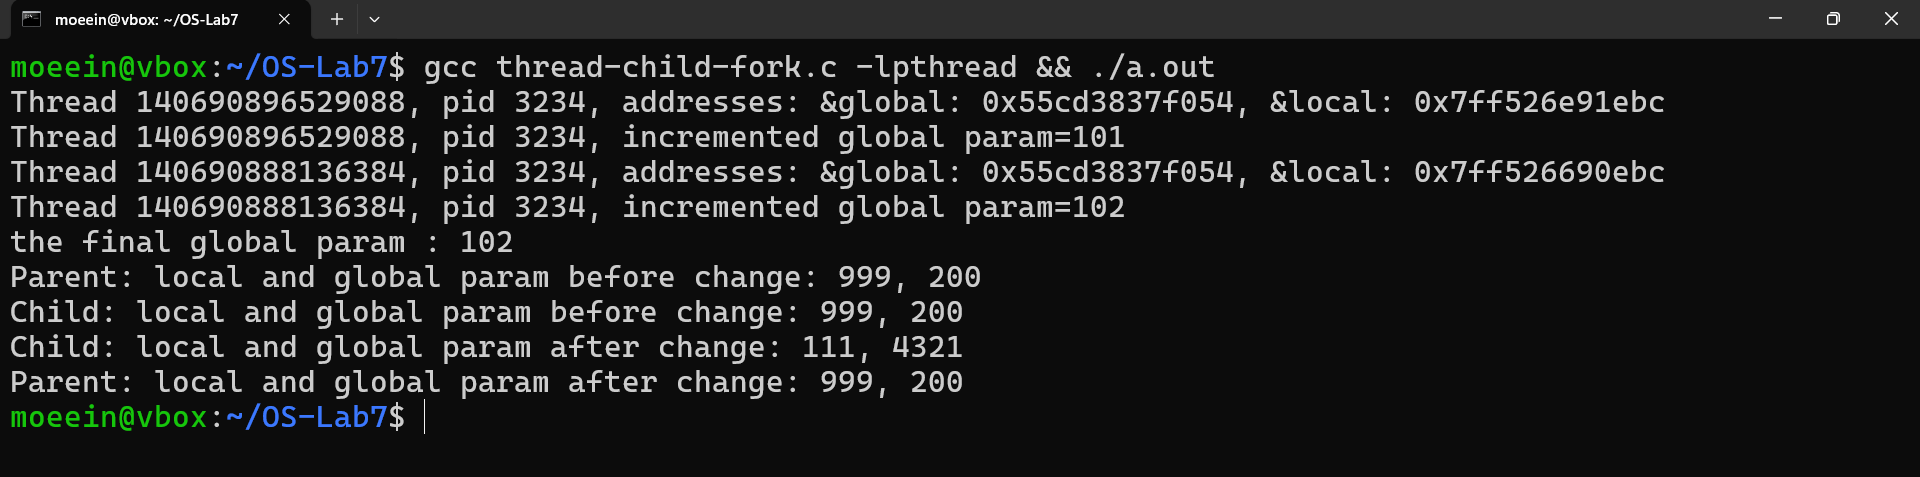 moeein@vbox: ~/OS-Lab7
moeein@vbox:~/OS-Lab7$ gcc thread-child-fork.c -lpthread && ./a.out
Thread 140690896529088, pid 3234, addresses: &global: 0x55cd3837f054, &local: 0x7ff526e91ebc
Thread 140690896529088, pid 3234, incremented global param=101
Thread 140690888136384, pid 3234, addresses: &global: 0x55cd3837f054, &local: 0x7ff526690ebc
Thread 140690888136384, pid 3234, incremented global param=102
the final global param : 102
Parent: local and global param before change: 999, 200
Child: local and global param before change: 999, 200
Child: local and global param after change: 111, 4321
Parent: local and global param after change: 999, 200
moeein@vbox:~/OS-Lab7$